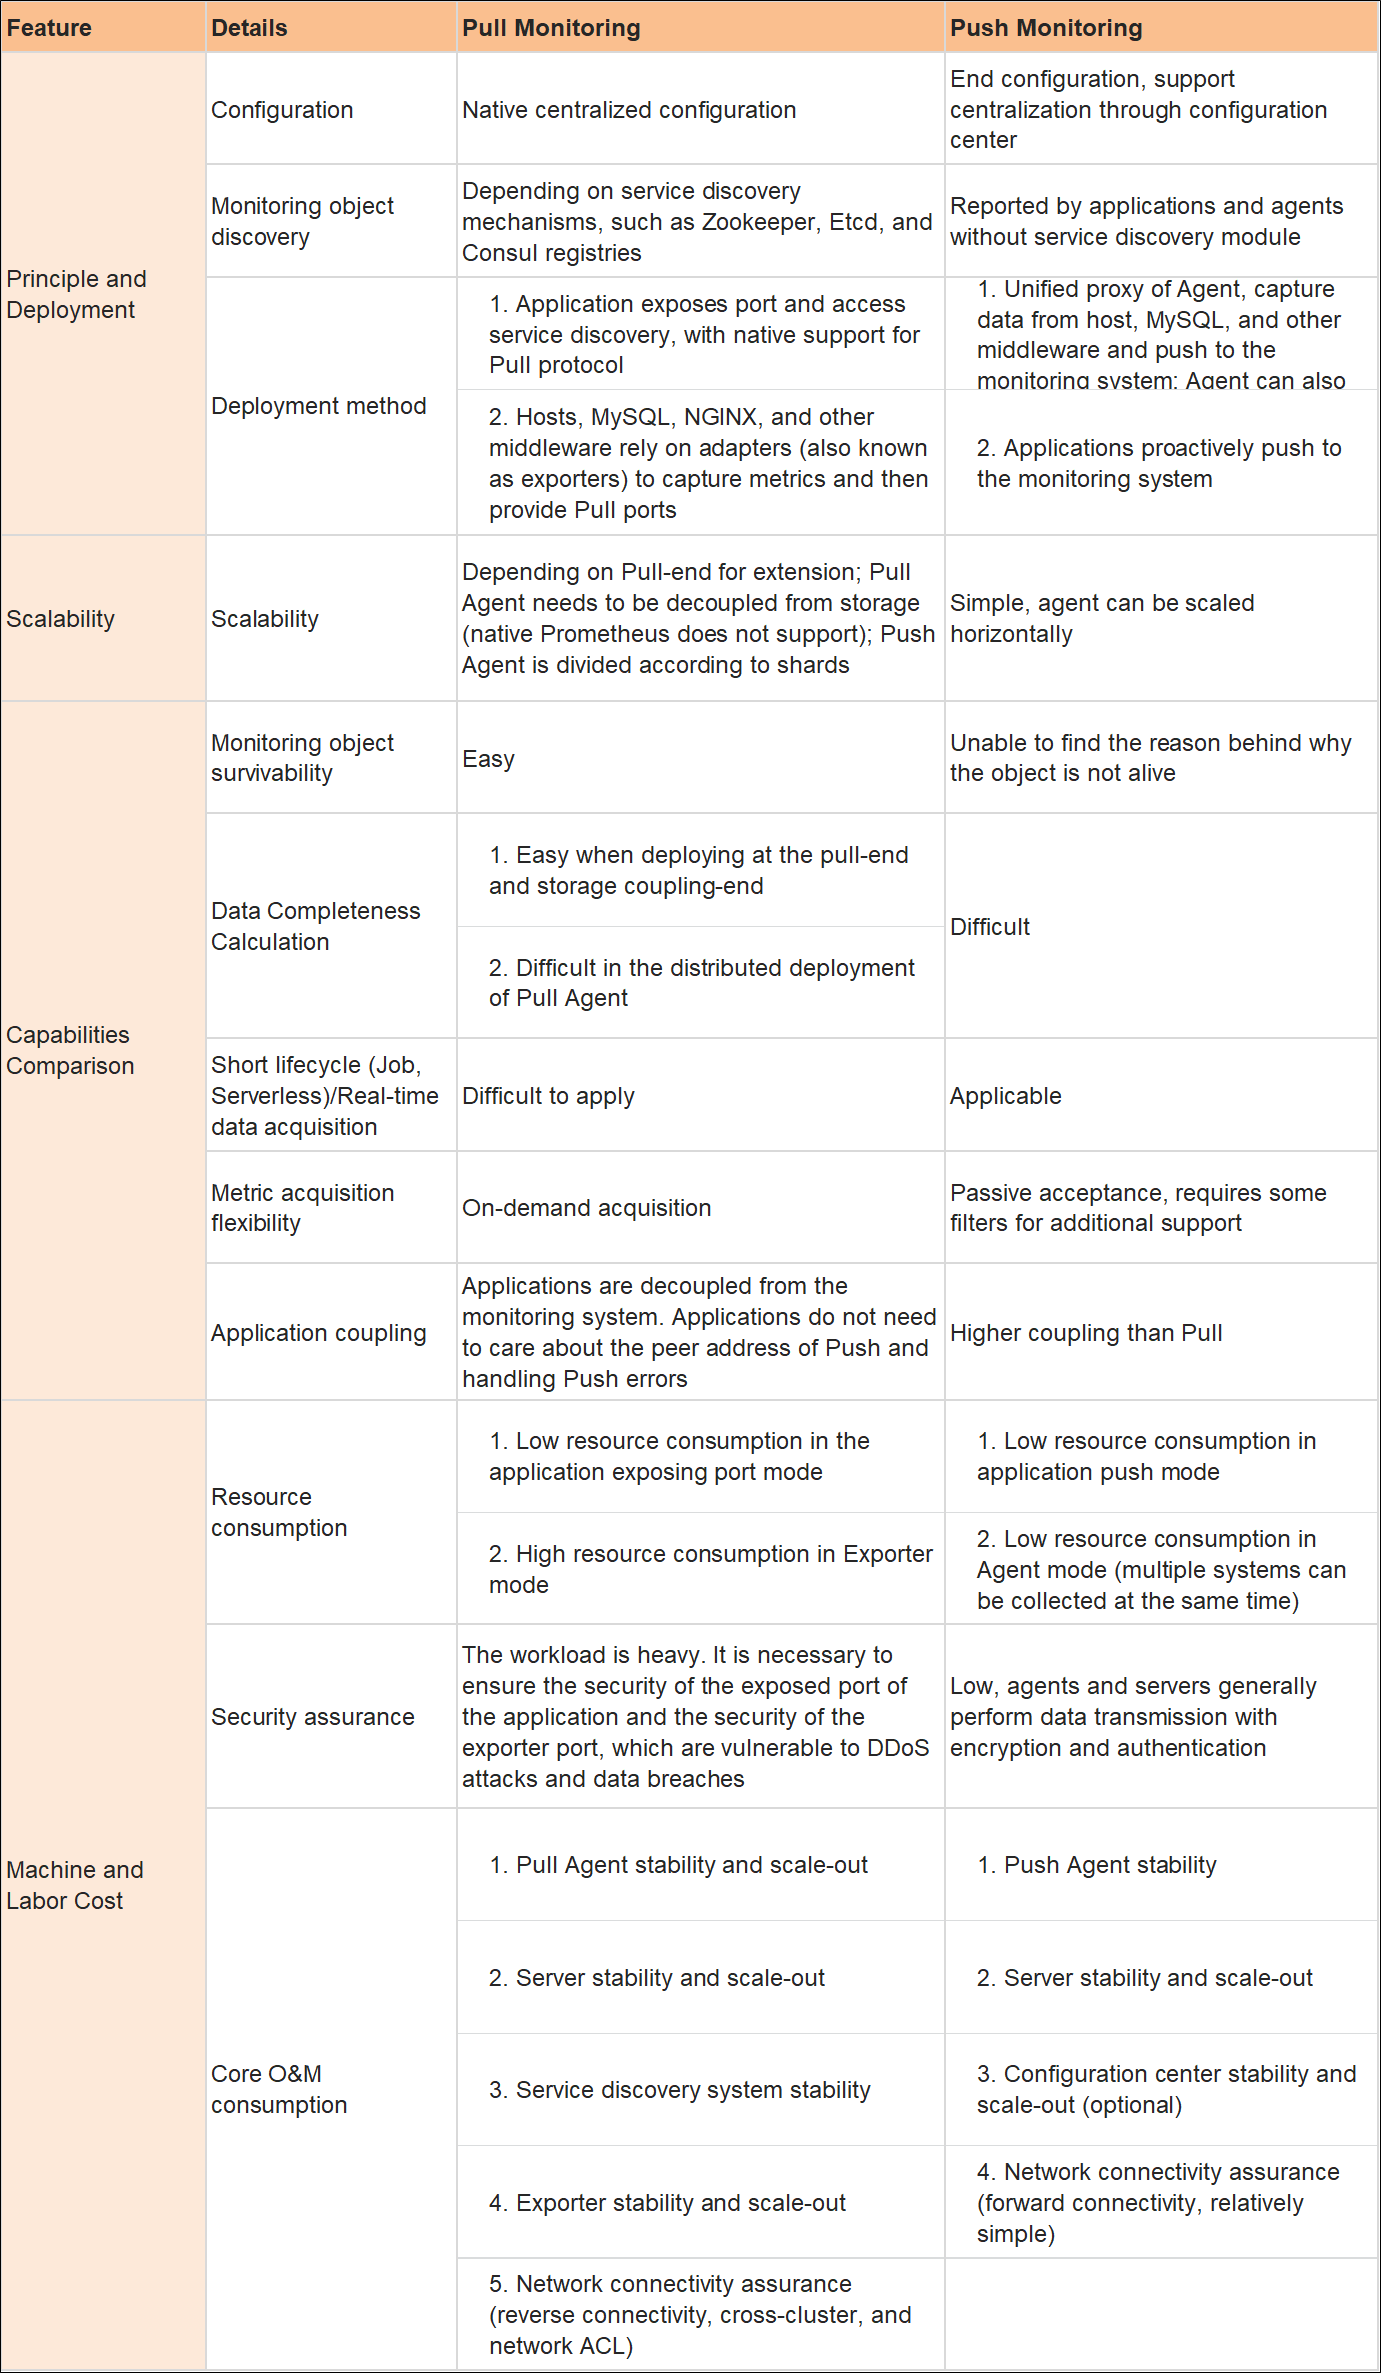 Feature
Details
Pull Monitoring
Push Monitoring
Principle and
Deployment
Configuration
Native centralized configuration
End configuration, support
centralization through configuration
center
Monitoring object
discovery
Depending on service discovery
mechanisms, such as Zookeeper, Etcd, and
Consul registries
Reported by applications and agents
without service discovery module
Deployment method
1. Application exposes port and access
service discovery, with native support for
Pull protocol
1. Unified proxy of Agent, capture
data from host, MySQL, and other
middleware and push to the
monitoring system; Agent can also
2. Hosts, MySQL, NGINX, and other
middleware rely on adapters (also known
as exporters) to capture metrics and then
provide Pull ports
2. Applications proactively push to
the monitoring system
Scalability
Scalability
Depending on Pull-end for extension; Pull
Agent needs to be decoupled from storage
(native Prometheus does not support); Push
Agent is divided according to shards
Simple, agent can be scaled
horizontally
Capabilities
Comparison
Monitoring object
survivability
Easy
Unable to find the reason behind why
the object is not alive
Data Completeness
Calculation
1. Easy when deploying at the pull-end
and storage coupling-end
2. Difficult in the distributed deployment
of Pull Agent
Difficult
Short lifecycle (Job,
Serverless)/Real-time
data acquisition
Difficult to apply
Applicable
Metric acquisition
flexibility
On-demand acquisition
Passive acceptance, requires some
filters for additional support
Application coupling
Applications are decoupled from the
monitoring system. Applications do not need
to care about the peer address of Push and
handling Push errors
Higher coupling than Pull
Machine and
Labor Cost
Resource
consumption
1. Low resource consumption in the
application exposing port mode
1. Low resource consumption in
application push mode
2. High resource consumption in Exporter
mode
2. Low resource consumption in
Agent mode (multiple systems can
be collected at the same time)
Security assurance
The workload is heavy. It is necessary to
ensure the security of the exposed port of
the application and the security of the
exporter port, which are vulnerable to DDoS
attacks and data breaches
Low, agents and servers generally
perform data transmission with
encryption and authentication
Core O&M
consumption
1. Pull Agent stability and scale-out
1. Push Agent stability
2. Server stability and scale-out
2. Server stability and scale-out
3. Service discovery system stability
3. Configuration center stability and
scale-out (optional)
4. Exporter stability and scale-out
4. Network connectivity assurance
(forward connectivity, relatively
simple)
5. Network connectivity assurance
(reverse connectivity, cross-cluster, and
network ACL)